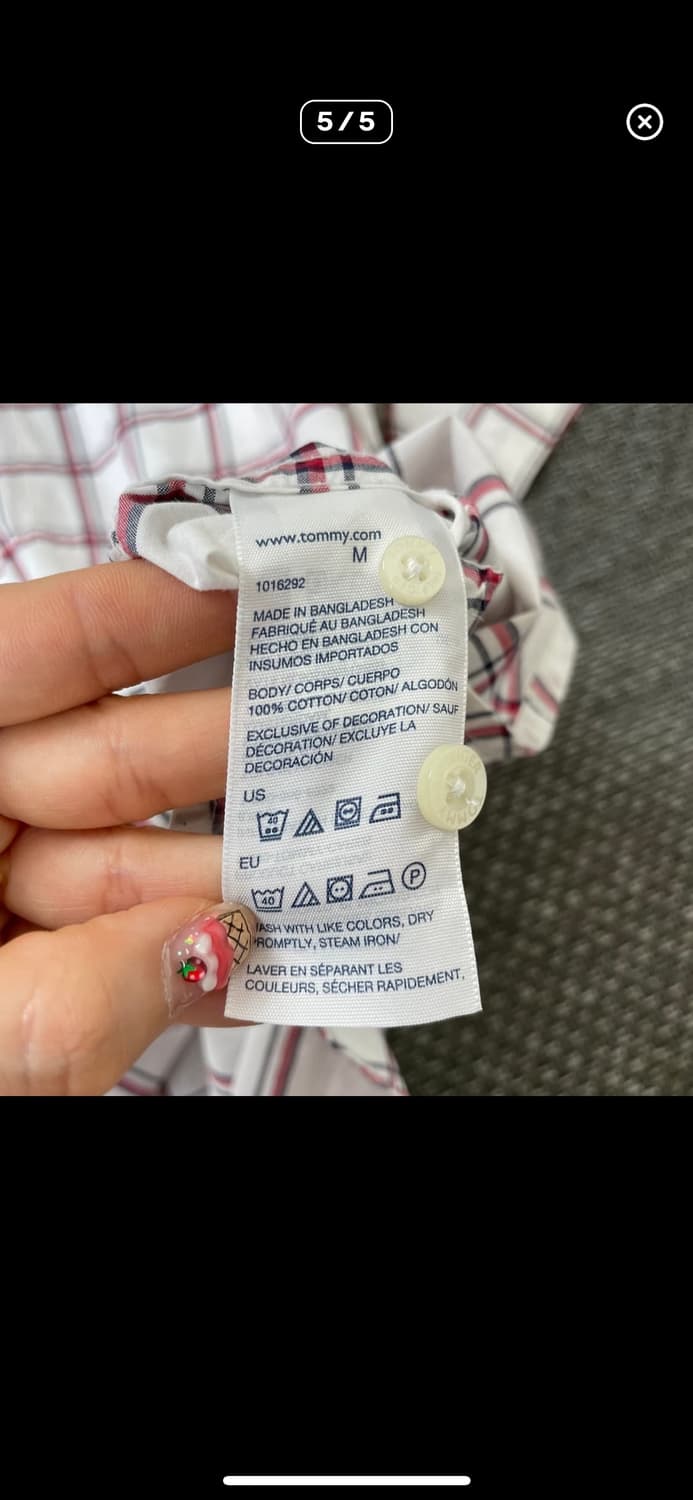 5/5
www.tommy.com
M
1016292
MADE IN BANGLADESH
FABRIQUÉ AU BANGLADESH
HECHO EN BANGLADESH CON
INSUMOS IMPORTADOS
BODY/ CORPS/ CUERPO
100% COTTON/ COTON/ ALGODÓN
EXCLUSIVE OF DECORATION/ SAUF
DÉCORATION/ EXCLUYE LA
DECORACIÓN
US
40
EU
40 P
WITH LIKE COLORS, DRY
STEAM IRON/
LAVER EN SÉPARANT LES
COULEURS, SÉCHER RAPIDEMENT.